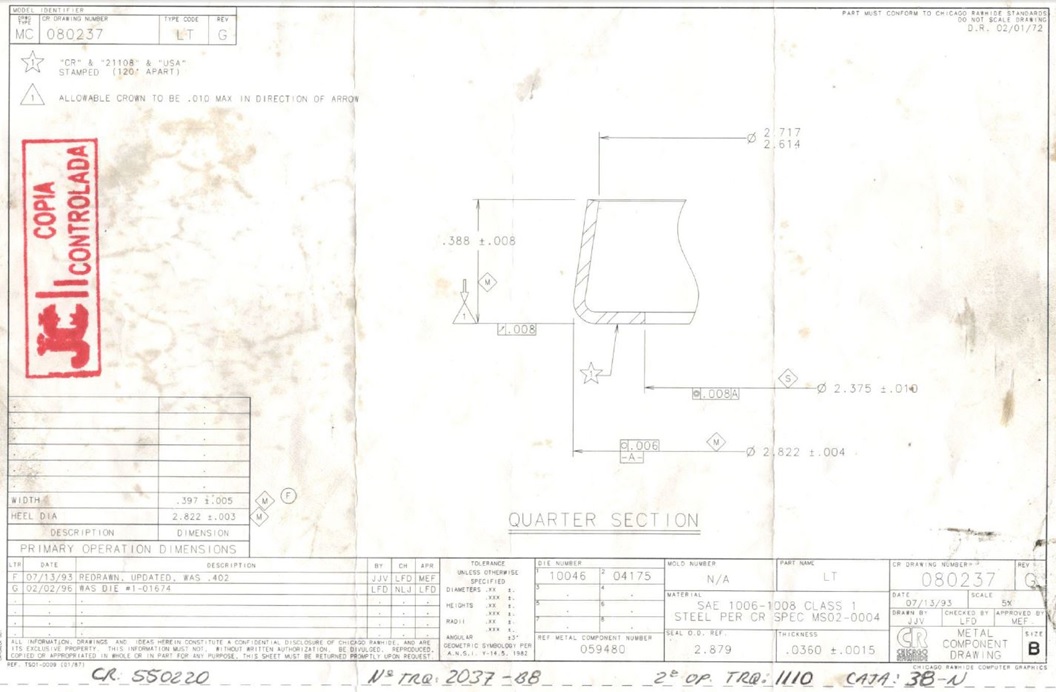 MODEL IDENTIFIER
DRWG TYPE CR DRAWING NUMBER TYPE CODE REV
MC 080237 LT G
PART MUST CONFORM TO CHICAGO RAWHIDE STANDARDS
DO NOT SCALE DRAWING
D.R. 02/01/72
1 "CR" & "21108" & "USA"
STAMPED (120° APART)
1 ALLOWABLE CROWN TO BE .010 MAX IN DIRECTION OF ARROW
COPIA
CONTROLADA
jcl
Ø 2.717
2.614
.388 ±.008
M
1
.008
1
S
Ø 2.375 ±.010
.008 A
.006
-A-
M
Ø 2.822 ±.004
QUARTER SECTION
WIDTH .397 ±.005 M F
HEEL DIA 2.822 ±.003 M
DESCRIPTION DIMENSION
PRIMARY OPERATION DIMENSIONS
LTR DATE DESCRIPTION BY CH APR
F 07/13/93 REDRAWN, UPDATED, WAS .402 JJV LFD MEF
G 02/02/96 WAS DIE #1-01674 LFD NLJ LFD
ALL INFORMATION, DRAWINGS AND IDEAS HEREIN CONSTITUTE A CONFIDENTIAL DISCLOSURE OF CHICAGO RAWHIDE, AND ARE
ITS EXCLUSIVE PROPERTY. THIS INFORMATION MUST NOT, WITHOUT WRITTEN AUTHORIZATION, BE DIVULGED, REPRODUCED,
COPIED OR APPROPRIATED IN WHOLE OR IN PART FOR ANY PURPOSE. THIS SHEET MUST BE RETURNED PROMPTLY UPON REQUEST.
REF. TS01-0009 (01/87)
TOLERANCE
UNLESS OTHERWISE
SPECIFIED
DIAMETERS .XX ±.
.XXX ±.
HEIGHTS .XX ±.
.XXX ±.
RADII .XX ±.
.XXX ±.
ANGULAR ±3°
GEOMETRIC SYMBOLOGY PER
A.N.S.I. Y-14.5, 1982
DIE NUMBER
1 10046 2 04175
3 4
5 6
7 8
REF METAL COMPONENT NUMBER
059480
MOLD NUMBER
N/A
PART NAME
LT
MATERIAL
SAE 1006-1008 CLASS 1
STEEL PER CR SPEC MS02-0004
SEAL O.D. REF.
2.879
THICKNESS
.0360 ±.0015
CR DRAWING NUMBER REV
080237 G
DATE SCALE
07/13/93 5X
DRAWN BY CHECKED BY APPROVED BY
JJV LFD MEF
CR
CHICAGO RAWHIDE
METAL
COMPONENT
DRAWING
SIZE
B
CHICAGO RAWHIDE COMPUTER GRAPHICS
CR. 550220 Nº TRQ: 2037-BB 2ª OP. TRQ: 1110 CAJA: 3B-N